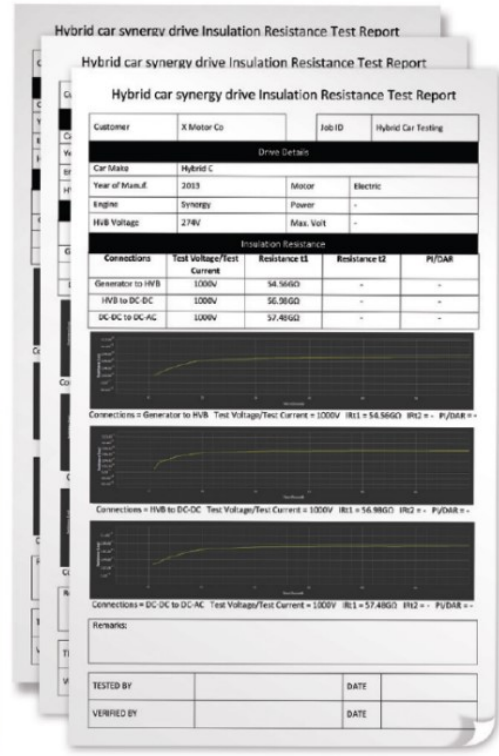 Hybrid car synergy drive Insulation Resistance Test Report
Hybrid car synergy drive Insulation Resistance Test Report
Hybrid car synergy drive Insulation Resistance Test Report
Customer X Motor Co Job ID Hybrid Car Testing
Drive Details
Car Make Hybrid C
Year of Manuf. 2013 Motor Electric
Engine Synergy Power -
HVB Voltage 274V Max. Volt -
Insulation Resistance
Connections Test Voltage/Test Resistance t1 Resistance t2 PI/DAR
Current
Generator to HVB 1000V 54.56GΩ - -
HVB to DC-DC 1000V 56.98GΩ - -
DC-DC to DC-AC 1000V 57.48GΩ - -
Connections = Generator to HVB Test Voltage/Test Current = 1000V IRt1 = 54.56GΩ IRt2 = - PI/DAR = -
Connections = HVB to DC-DC Test Voltage/Test Current = 1000V IRt1 = 56.98GΩ IRt2 = - PI/DAR = -
Connections = DC-DC to DC-AC Test Voltage/Test Current = 1000V IRt1 = 57.48GΩ IRt2 = - PI/DAR = -
Remarks:
TESTED BY DATE
VERIFIED BY DATE